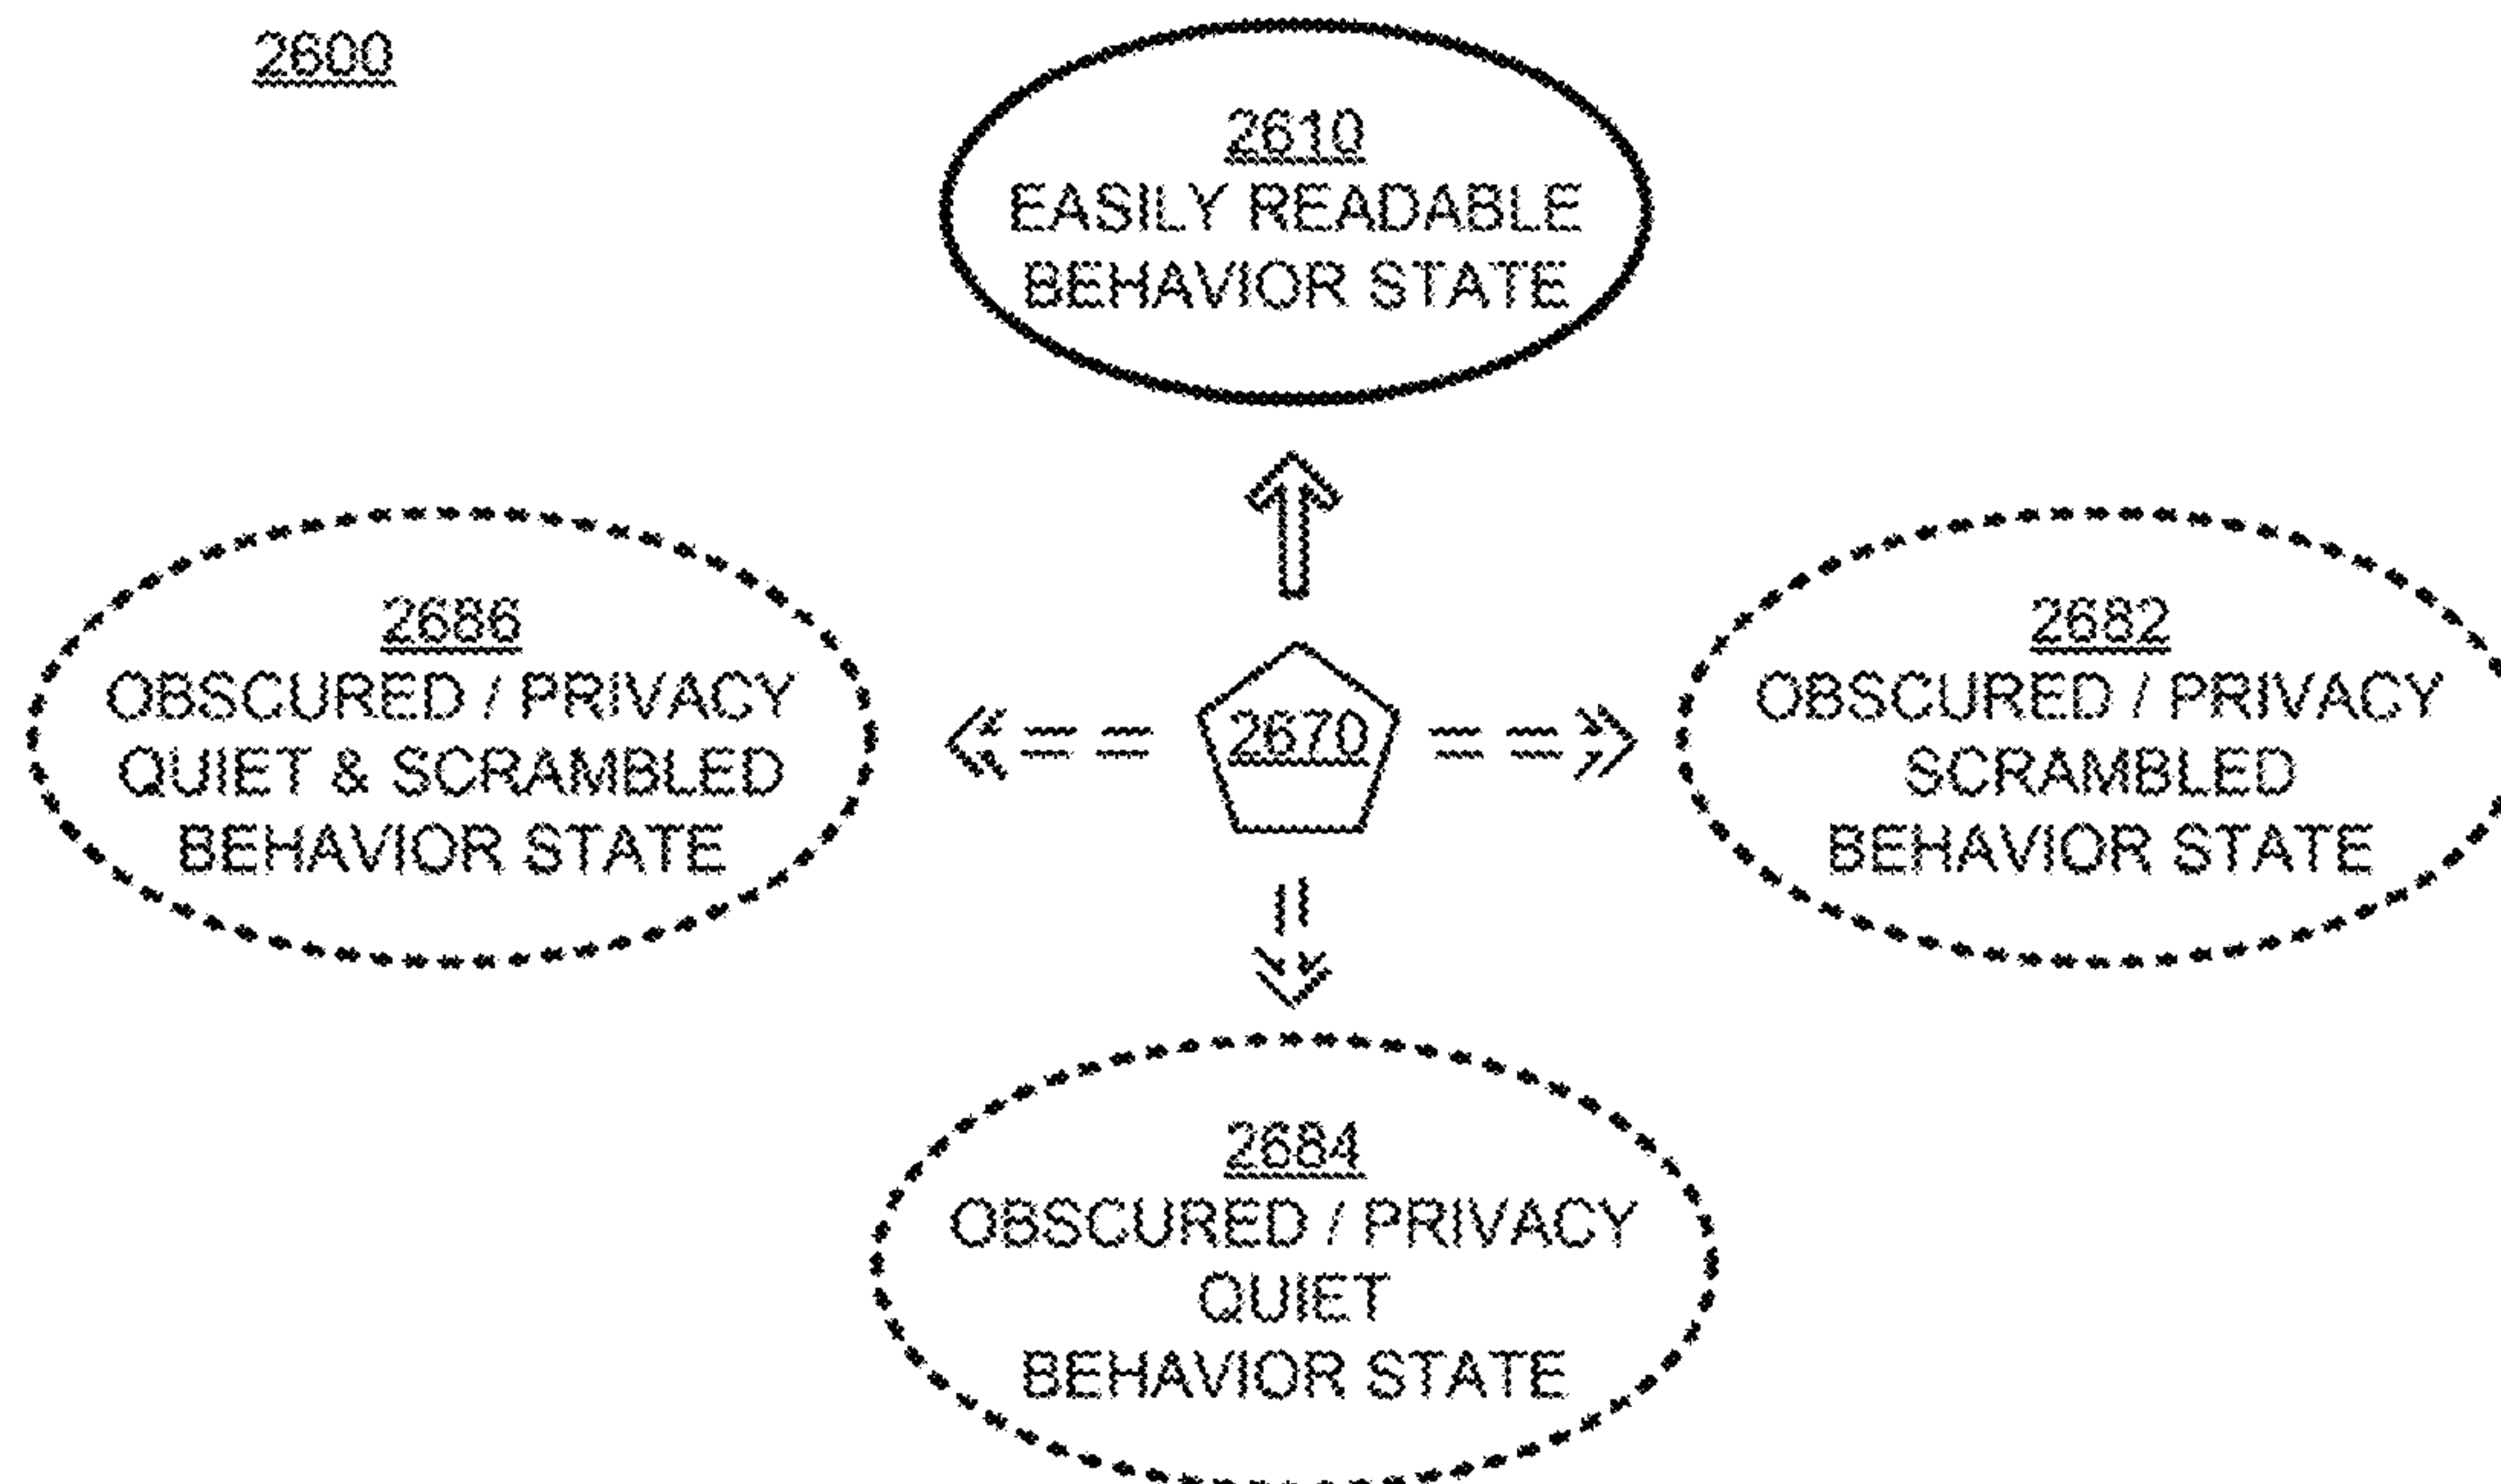 2600
2610
EASILY READABLE
BEHAVIOR STATE
2686
OBSCURED / PRIVACY
QUIET & SCRAMBLED
BEHAVIOR STATE
2670
2682
OBSCURED / PRIVACY
SCRAMBLED
BEHAVIOR STATE
2684
OBSCURED / PRIVACY
QUIET
BEHAVIOR STATE